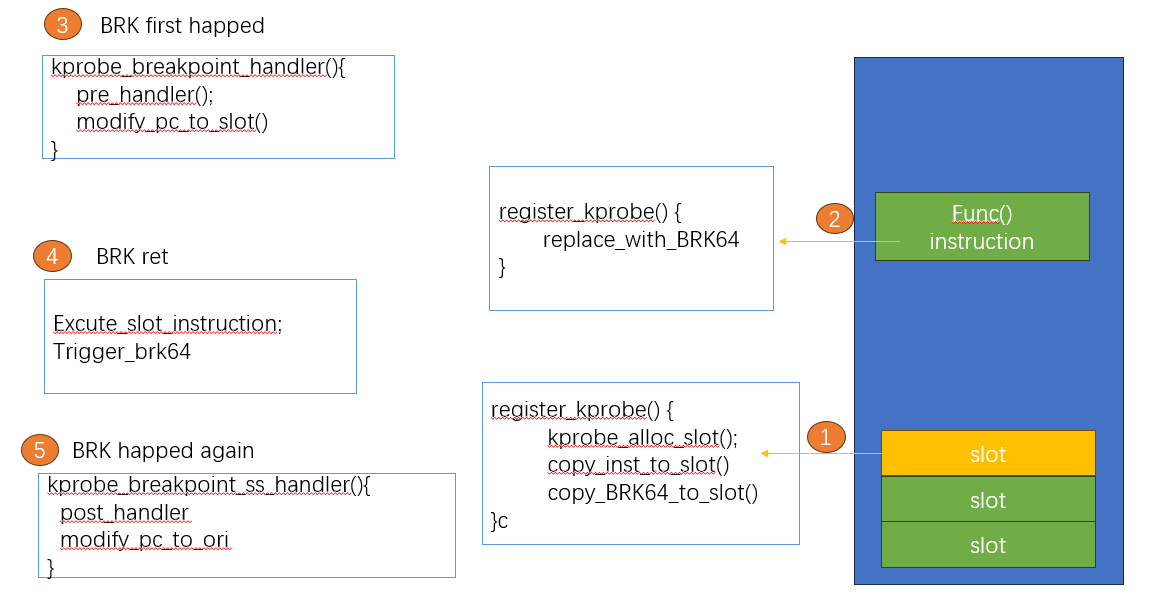 3 BRK first happed
kprobe_breakpoint_handler(){
pre_handler();
modify_pc_to_slot()
}
4 BRK ret
Excute_slot_instruction;
Trigger_brk64
5 BRK happed again
kprobe_breakpoint_ss_handler(){
post_handler
modify_pc_to_ori
}
register_kprobe() {
replace_with_BRK64
}
register_kprobe() {
kprobe_alloc_slot();
copy_inst_to_slot()
copy_BRK64_to_slot()
}c
2
Func()
instruction
1
slot
slot
slot